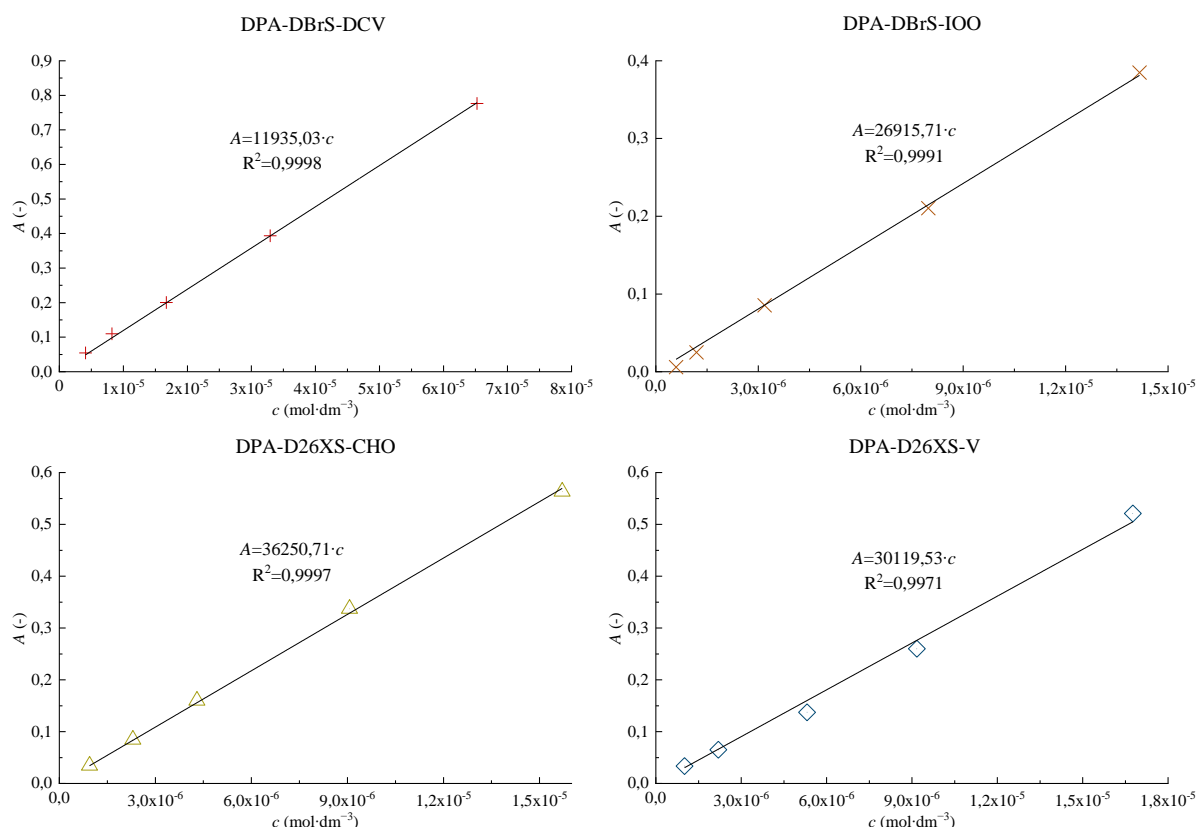 DPA-DBrS-DCV
0,9
0,8
0,7
0,6
0,5
0,4
0,3
0,2
0,1
0,0
A (-)
A=11935,03·c
R²=0,9998
0 1x10⁻⁵ 2x10⁻⁵ 3x10⁻⁵ 4x10⁻⁵ 5x10⁻⁵ 6x10⁻⁵ 7x10⁻⁵ 8x10⁻⁵
c (mol·dm⁻³)
DPA-DBrS-IOO
0,4
0,3
0,2
0,1
0,0
A (-)
A=26915,71·c
R²=0,9991
0,0 3,0x10⁻⁶ 6,0x10⁻⁶ 9,0x10⁻⁶ 1,2x10⁻⁵ 1,5x10⁻⁵
c (mol·dm⁻³)
DPA-D26XS-CHO
0,6
0,5
0,4
0,3
0,2
0,1
0,0
A (-)
A=36250,71·c
R²=0,9997
0,0 3,0x10⁻⁶ 6,0x10⁻⁶ 9,0x10⁻⁶ 1,2x10⁻⁵ 1,5x10⁻⁵
c (mol·dm⁻³)
DPA-D26XS-V
0,6
0,5
0,4
0,3
0,2
0,1
0,0
A (-)
A=30119,53·c
R²=0,9971
0,0 3,0x10⁻⁶ 6,0x10⁻⁶ 9,0x10⁻⁶ 1,2x10⁻⁵ 1,5x10⁻⁵ 1,8x10⁻⁵
c (mol·dm⁻³)